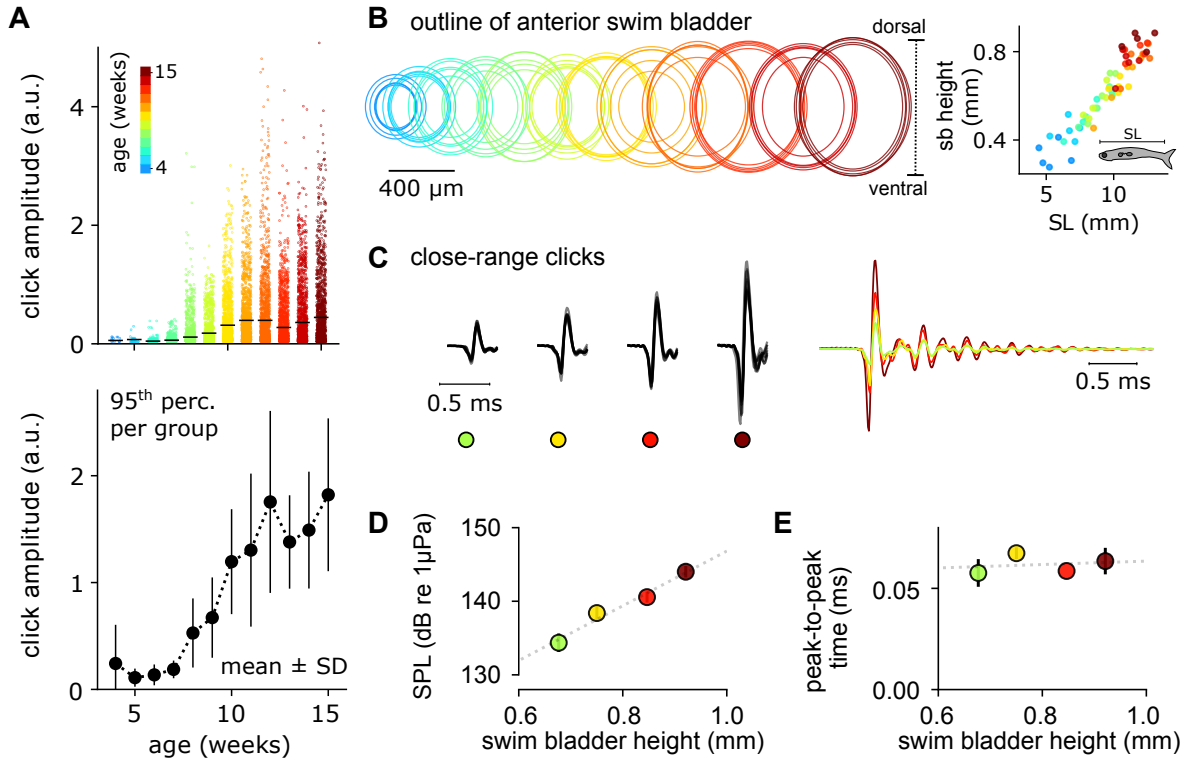 A
click amplitude (a.u.)
4
2
0
age (weeks)
15
4
95th perc.
per group
click amplitude (a.u.)
2
1
0
mean ± SD
5
10
15
age (weeks)
B
outline of anterior swim bladder
dorsal
ventral
400 µm
sb height
(mm)
0.8
0.4
SL
5
10
SL (mm)
C
close-range clicks
0.5 ms
0.5 ms
D
SPL (dB re 1µPa)
150
140
130
0.6
0.8
1.0
swim bladder height (mm)
E
peak-to-peak
time (ms)
0.05
0.00
0.6
0.8
1.0
swim bladder height (mm)